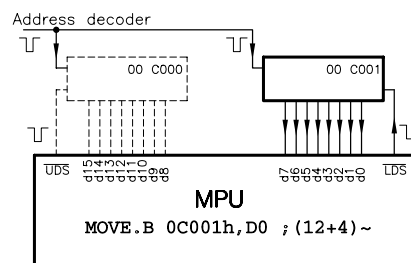 Address decoder
00 C000
00 C001
UDS
d15
d14
d13
d12
d11
d10
d9
d8
d7
d6
d5
d4
d3
d2
d1
d0
LDS
MPU
MOVE.B 0C001h,D0 ;(12+4)~